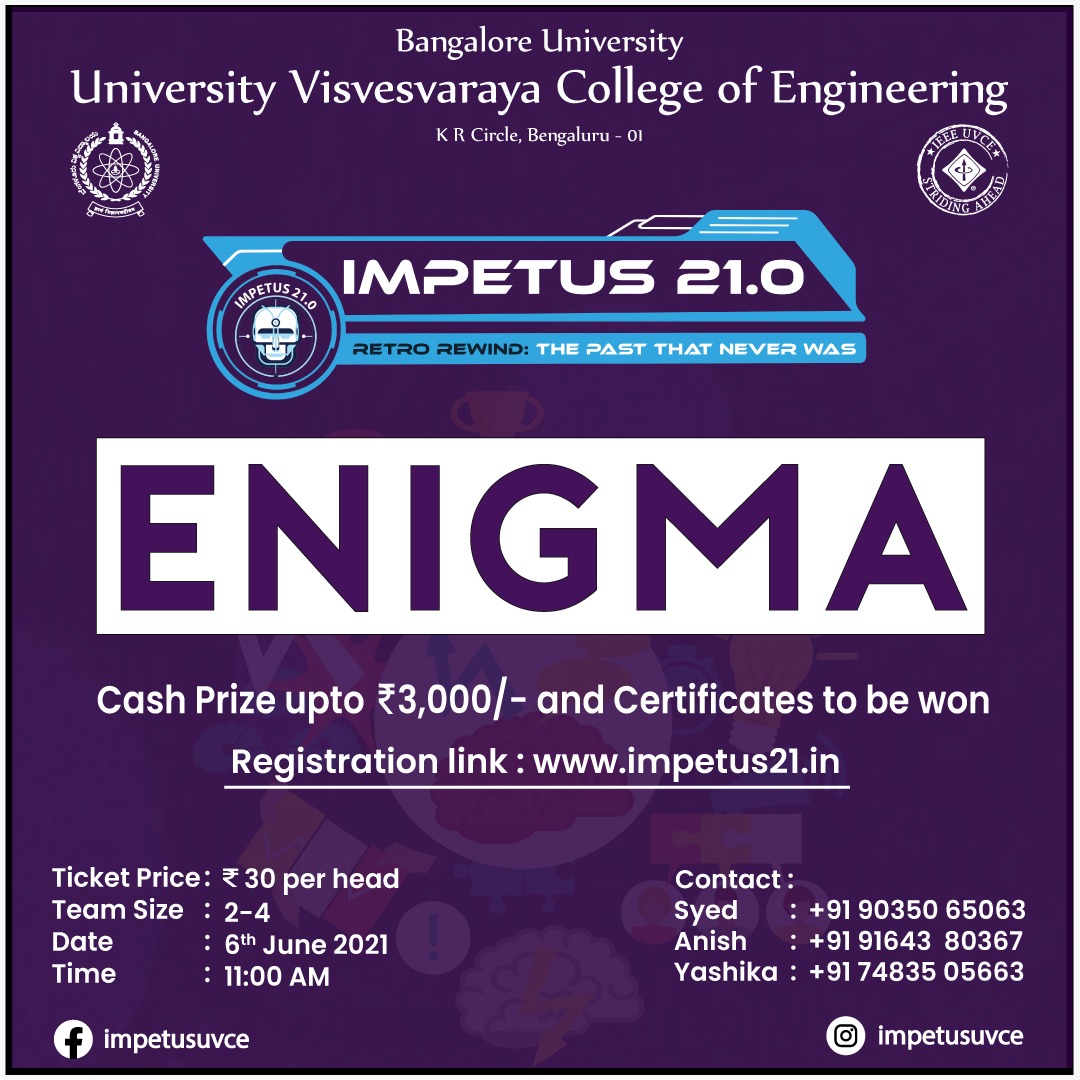 Bangalore University
University Visvesvaraya College of Engineering
K R Circle, Bengaluru - 01
BANGALORE UNIVERSITY
IEEE UVCE
STRIDING AHEAD
IMPETUS 21.0
IMPETUS 21.0
RETRO REWIND: THE PAST THAT NEVER WAS
ENIGMA
Cash Prize upto ₹3,000/- and Certificates to be won
Registration link : www.impetus21.in
Ticket Price : ₹ 30 per head
Team Size : 2-4
Date : 6th June 2021
Time : 11:00 AM
Contact :
Syed : +91 90350 65063
Anish : +91 91643 80367
Yashika : +91 74835 05663
impetusuvce
impetusuvce